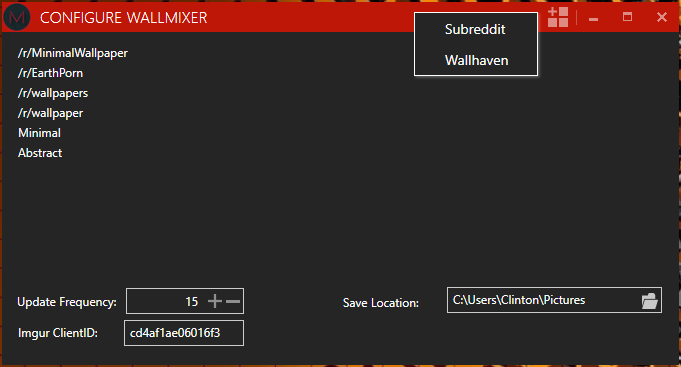 M CONFIGURE WALLMIXER
Subreddit
Wallhaven
/r/MinimalWallpaper
/r/EarthPorn
/r/wallpapers
/r/wallpaper
Minimal
Abstract
Update Frequency: 15
Save Location: C:\Users\Clinton\Pictures
Imgur ClientID: cd4af1ae06016f3